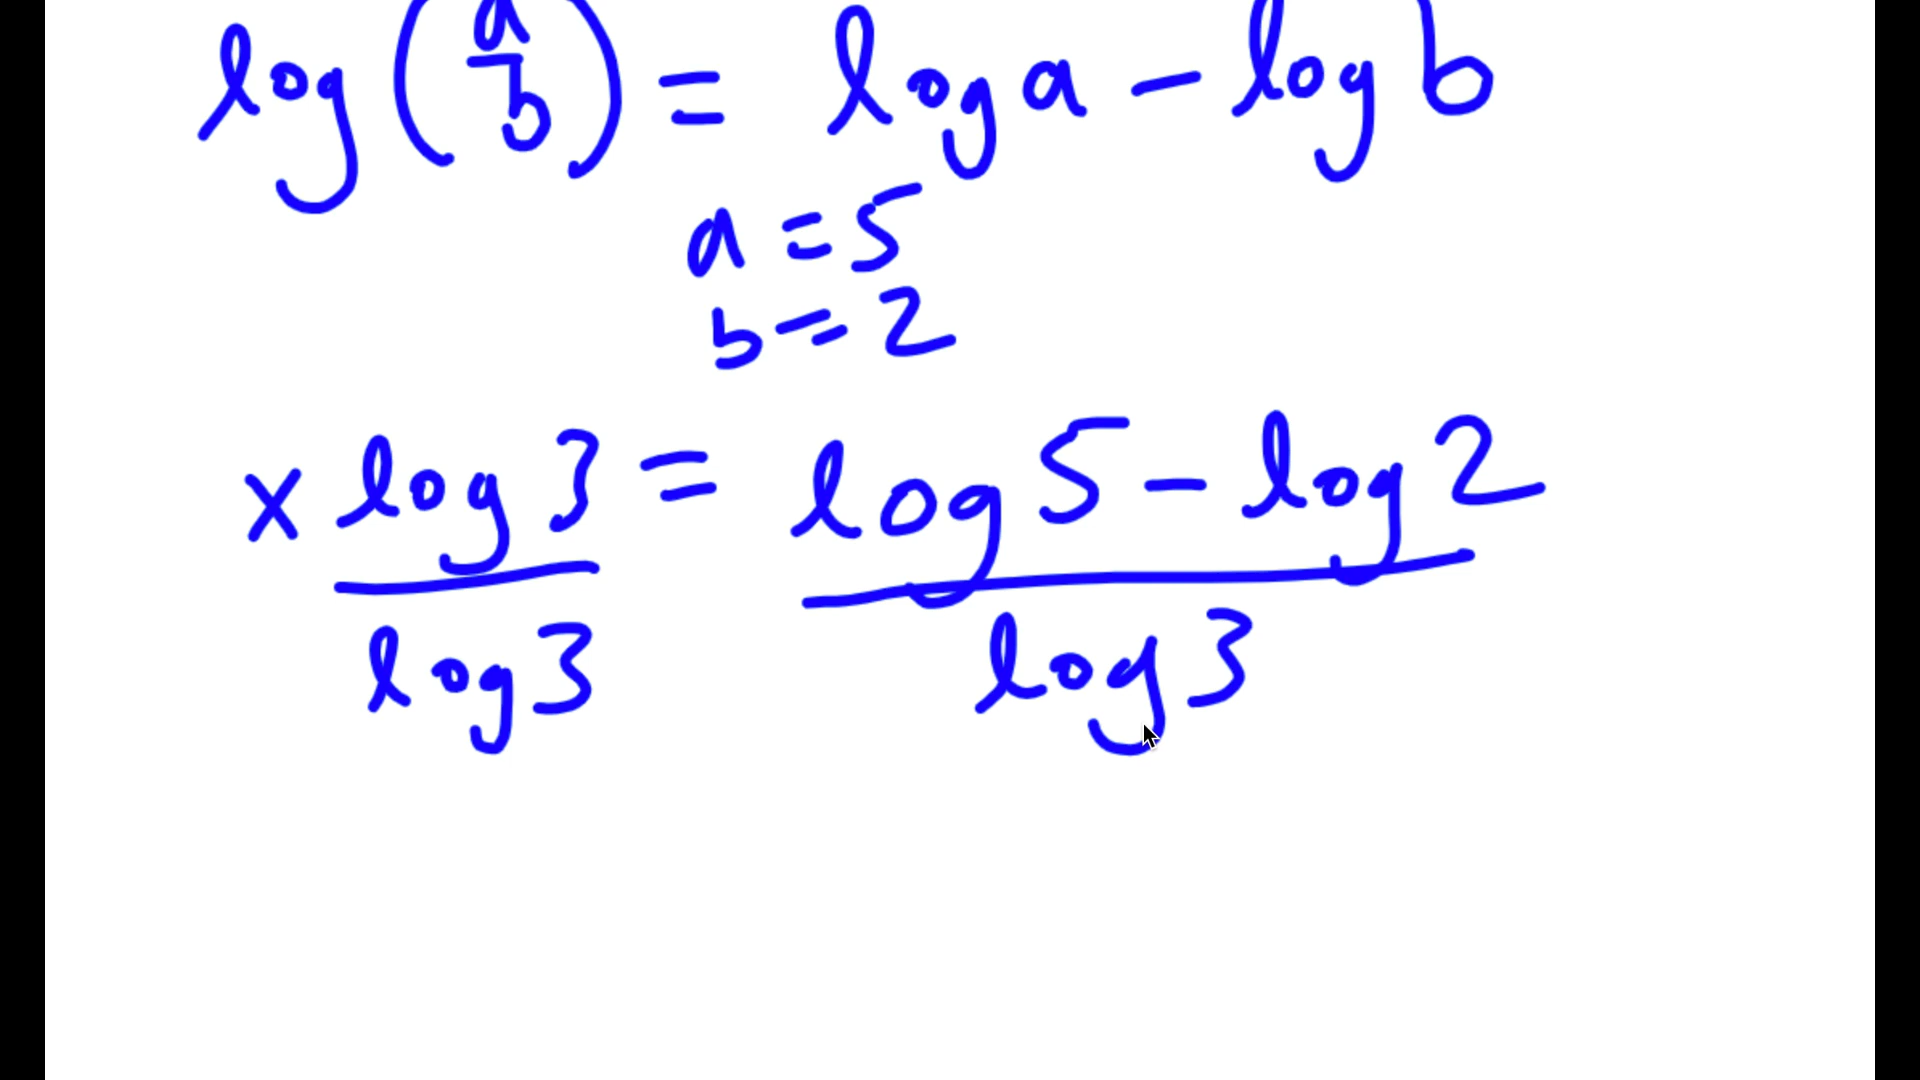 log(a/b) = log a - log b
a = 5
b = 2
x log 3 = log 5 - log 2
log 3 log 3